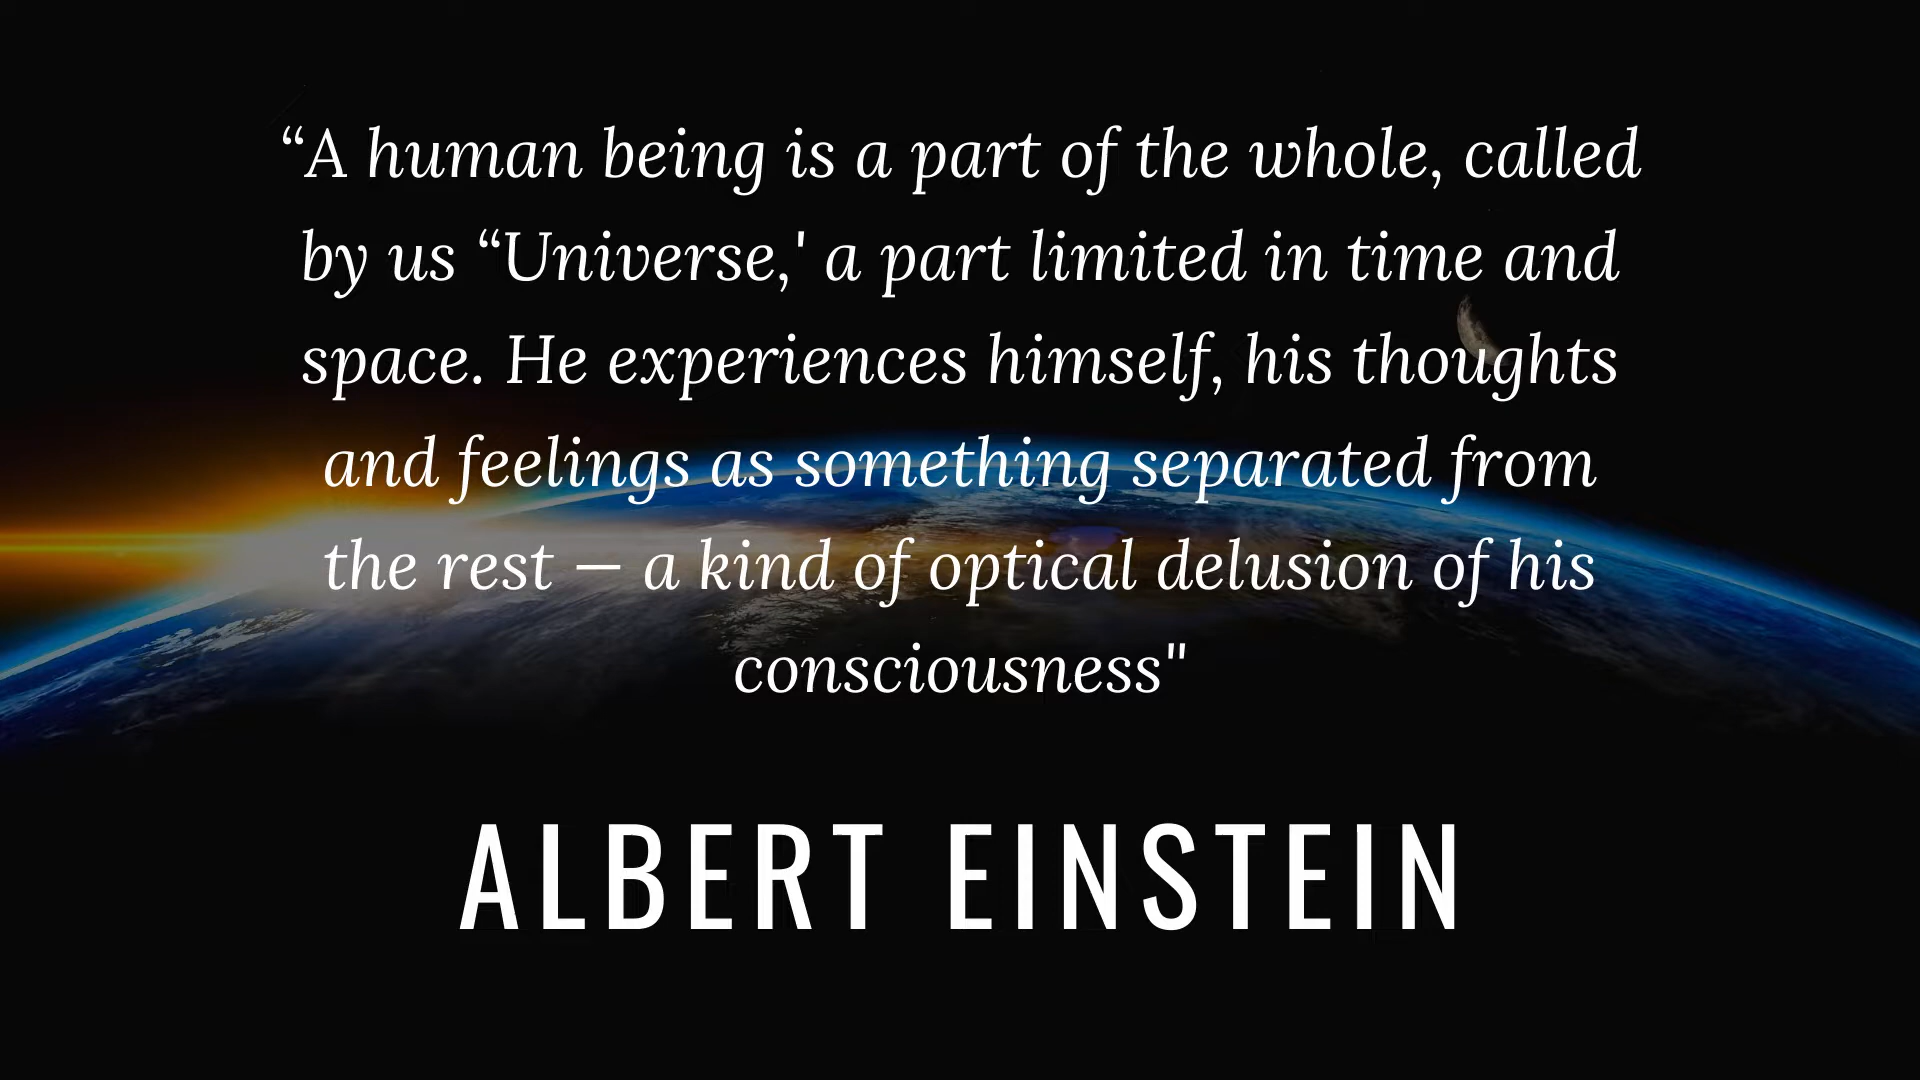 “A human being is a part of the whole, called
by us “Universe,' a part limited in time and
space. He experiences himself, his thoughts
and feelings as something separated from
the rest — a kind of optical delusion of his
consciousness"
ALBERT EINSTEIN